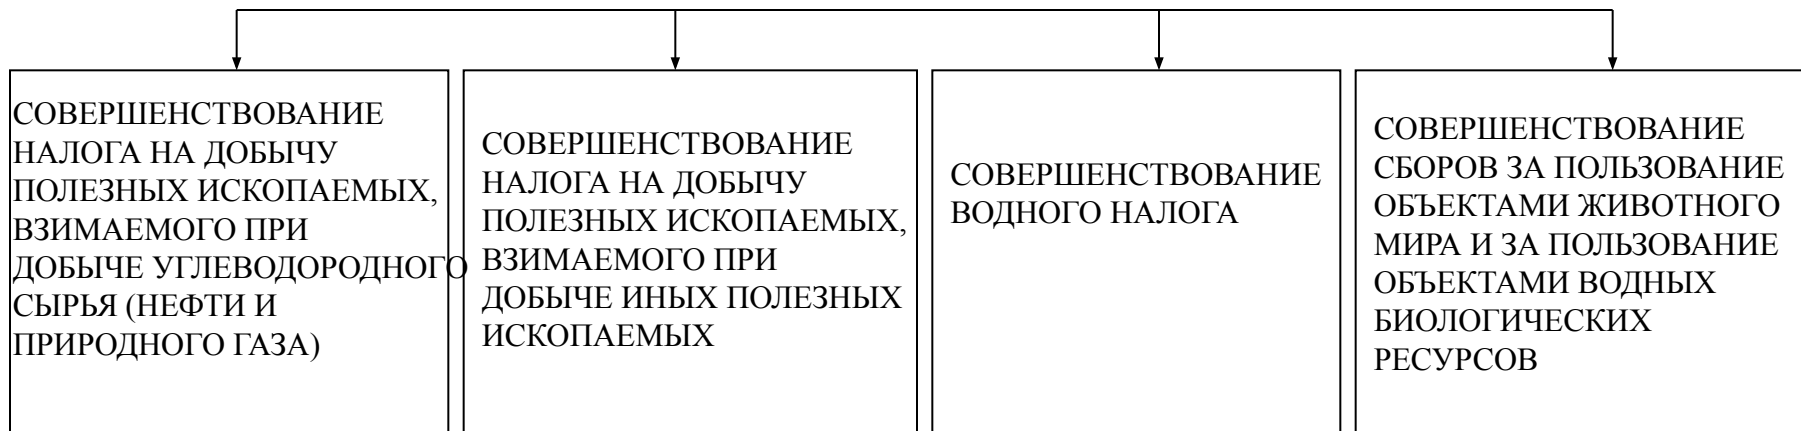 СОВЕРШЕНСТВОВАНИЕ
НАЛОГА НА ДОБЫЧУ
ПОЛЕЗНЫХ ИСКОПАЕМЫХ,
ВЗИМАЕМОГО ПРИ
ДОБЫЧЕ УГЛЕВОДОРОДНОГО
СЫРЬЯ (НЕФТИ И
ПРИРОДНОГО ГАЗА)
СОВЕРШЕНСТВОВАНИЕ
НАЛОГА НА ДОБЫЧУ
ПОЛЕЗНЫХ ИСКОПАЕМЫХ,
ВЗИМАЕМОГО ПРИ
ДОБЫЧЕ ИНЫХ ПОЛЕЗНЫХ
ИСКОПАЕМЫХ
СОВЕРШЕНСТВОВАНИЕ
ВОДНОГО НАЛОГА
СОВЕРШЕНСТВОВАНИЕ
СБОРОВ ЗА ПОЛЬЗОВАНИЕ
ОБЪЕКТАМИ ЖИВОТНОГО
МИРА И ЗА ПОЛЬЗОВАНИЕ
ОБЪЕКТАМИ ВОДНЫХ
БИОЛОГИЧЕСКИХ
РЕСУРСОВ